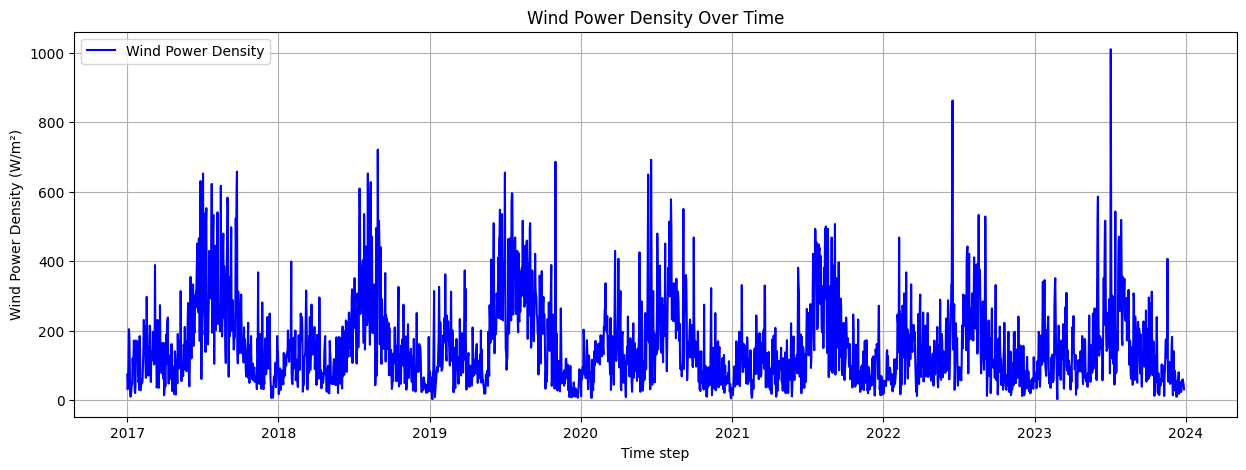 Wind Power Density Over Time
Wind Power Density
Wind Power Density (W/m²)
1000
800
600
400
200
0
2017 2018 2019 2020 2021 2022 2023 2024
Time step